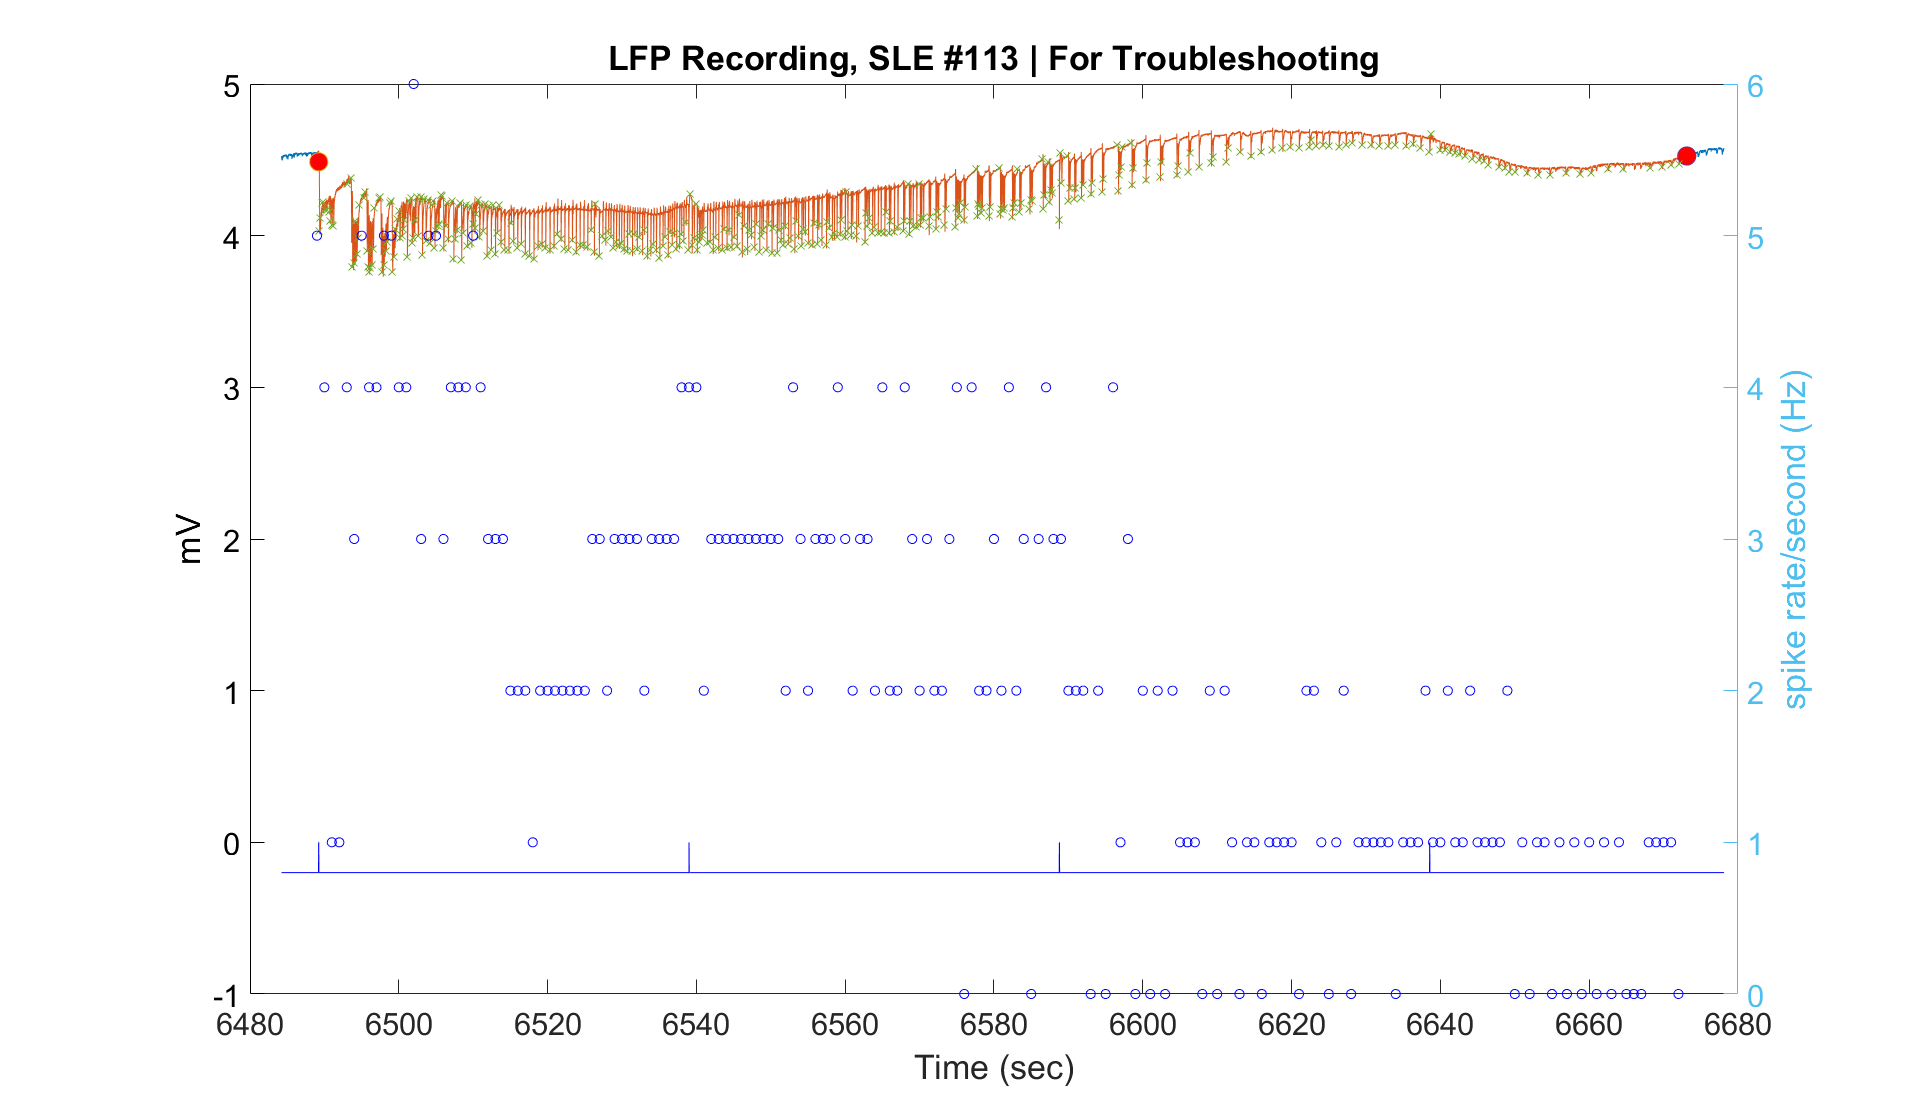 LFP Recording, SLE #113 | For Troubleshooting
mV
5
4
3
2
1
0
-1
6480 6500 6520 6540 6560 6580 6600 6620 6640 6660 6680
Time (sec)
6
5
4
3
2
1
0
spike rate/second (Hz)